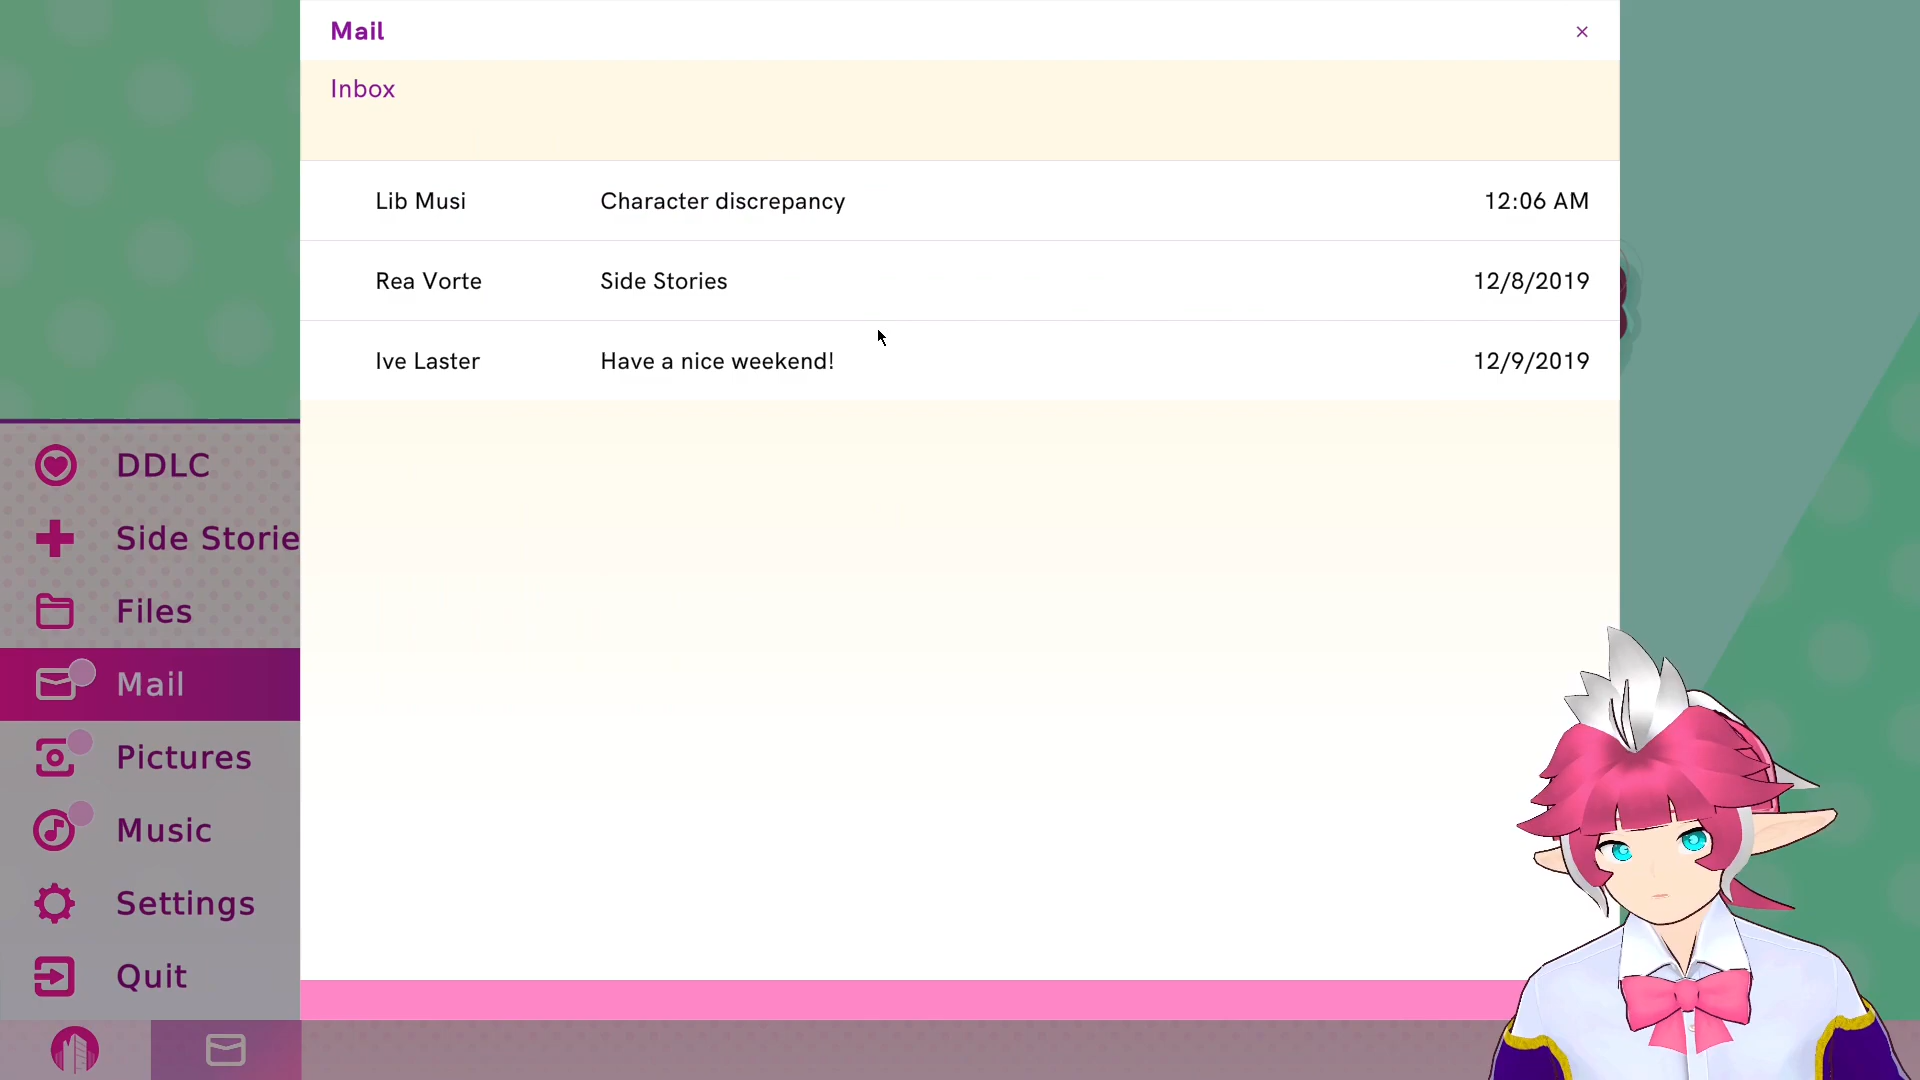 Mail
×
Inbox
Lib Musi Character discrepancy 12:06 AM
Rea Vorte Side Stories 12/8/2019
Ive Laster Have a nice weekend! 12/9/2019
DDLC
Side Storie
Files
Mail
Pictures
Music
Settings
Quit